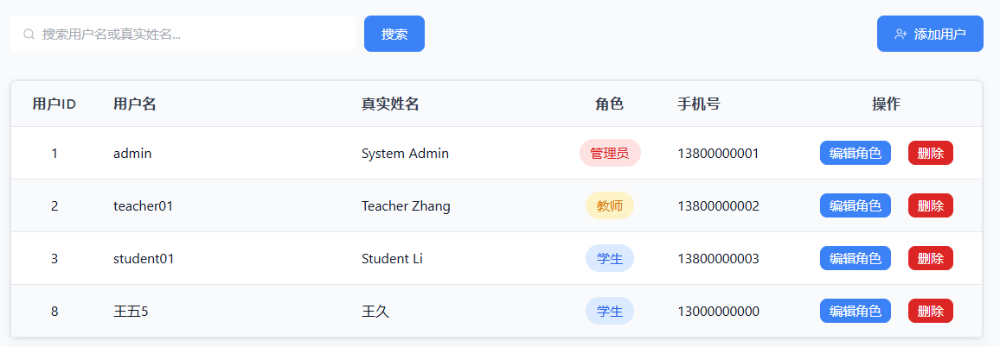 搜索用户名或真实姓名... 搜索 添加用户
用户ID 用户名 真实姓名 角色 手机号 操作
1 admin System Admin 管理员 13800000001 编辑角色 删除
2 teacher01 Teacher Zhang 教师 13800000002 编辑角色 删除
3 student01 Student Li 学生 13800000003 编辑角色 删除
8 王五5 王久 学生 13000000000 编辑角色 删除